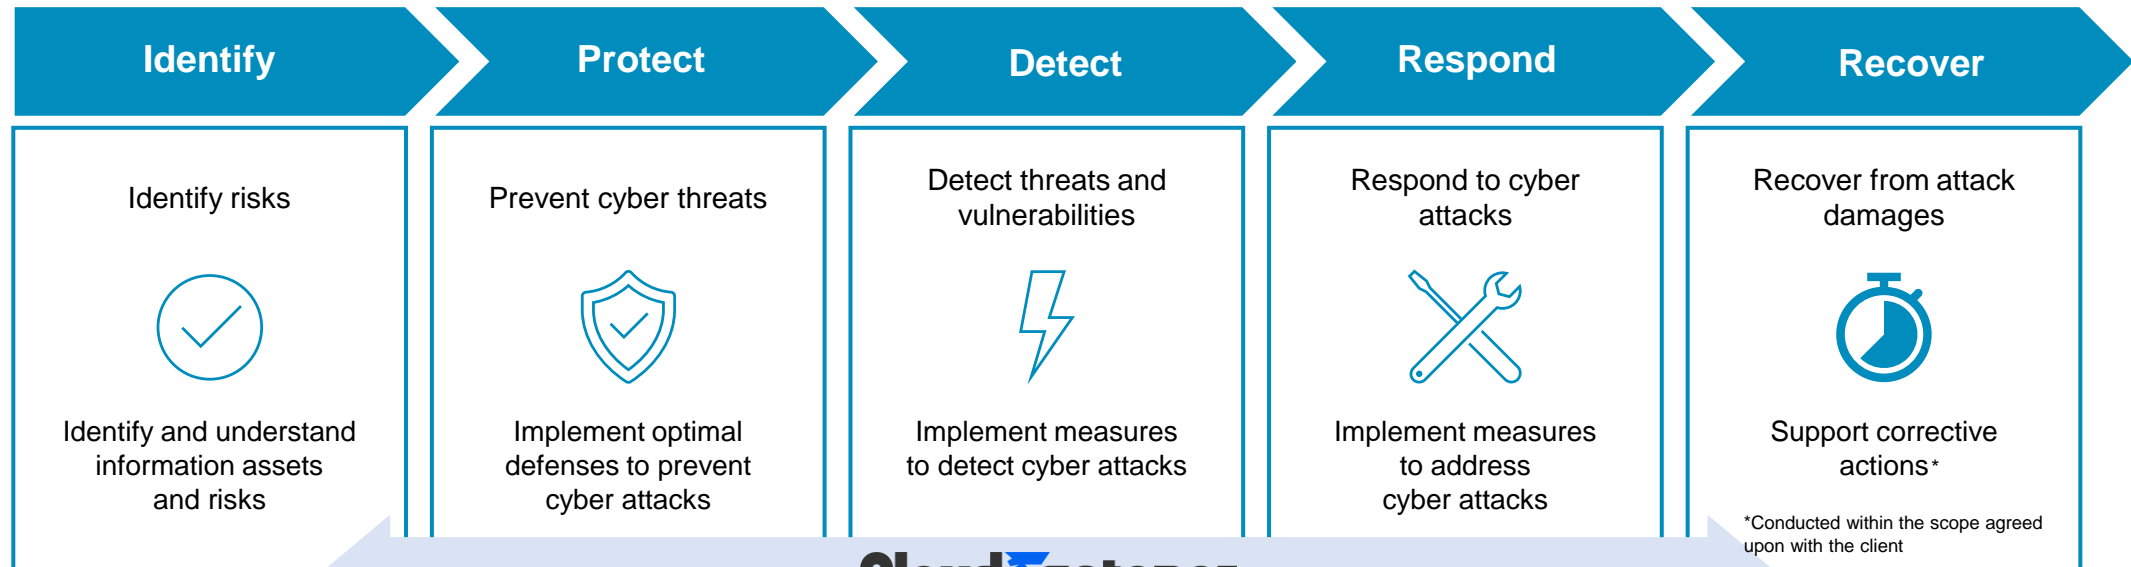 Identify
Protect
Detect
Respond
Recover
Identify risks
Identify and understand
information assets
and risks
Prevent cyber threats
Implement optimal
defenses to prevent
cyber attacks
Detect threats and
vulnerabilities
Implement measures
to detect cyber attacks
Respond to cyber
attacks
Implement measures
to address
cyber attacks
Recover from attack
damages
Support corrective
actions*
*Conducted within the scope agreed
upon with the client